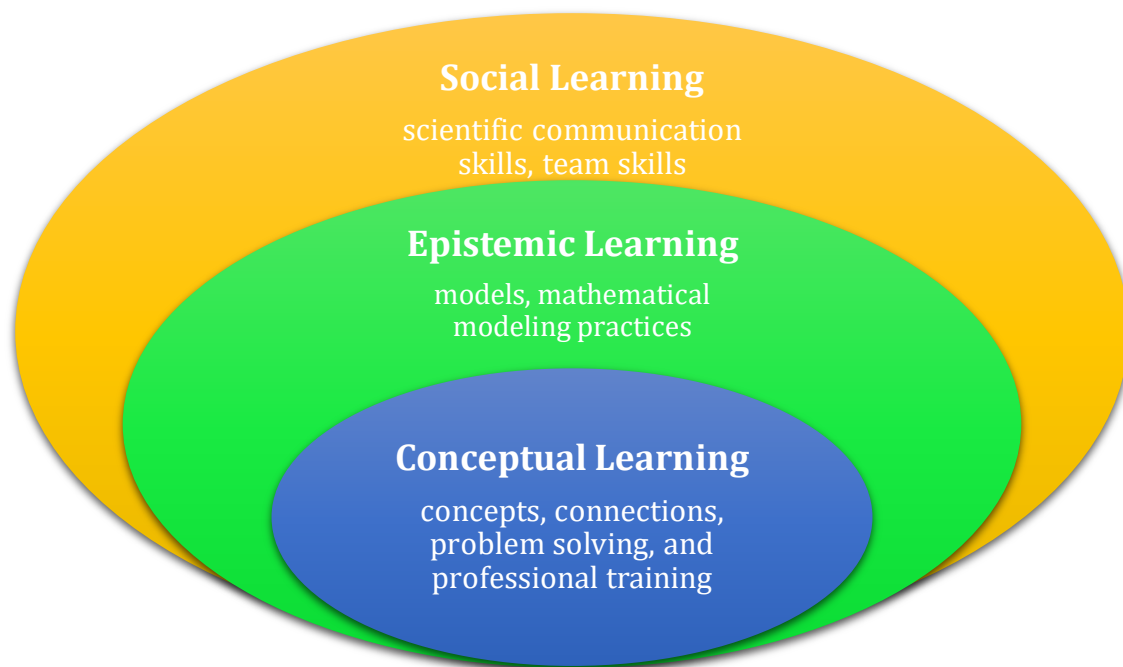 Social Learning
scientific communication
skills, team skills
Epistemic Learning
models, mathematical
modeling practices
Conceptual Learning
concepts, connections,
problem solving, and
professional training